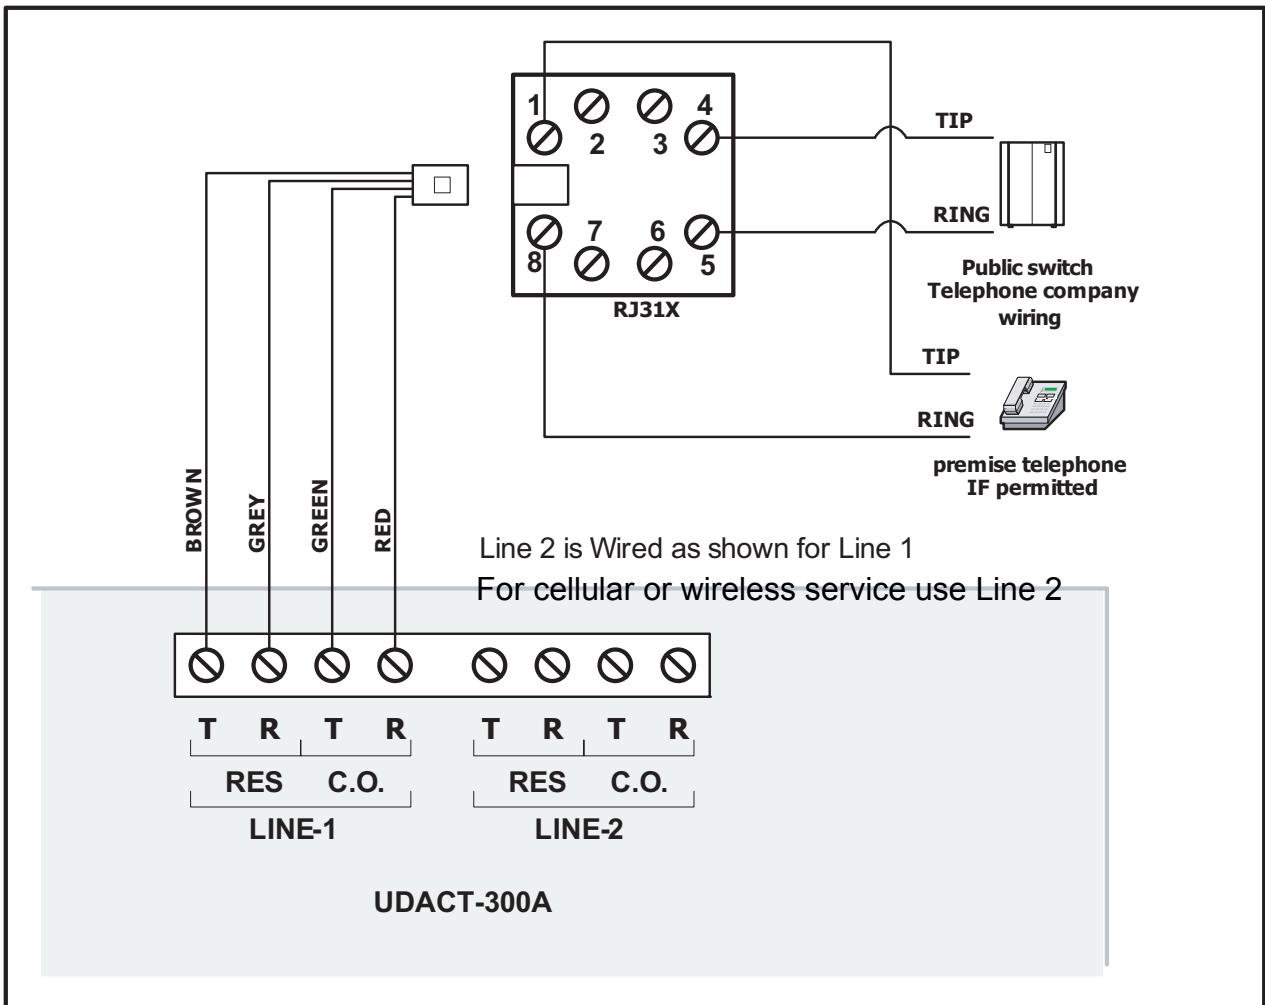 1
2
3
4
TIP
RING
8
7
6
5
RJ31X
Public switch
Telephone company
wiring
TIP
RING
premise telephone
IF permitted
BROWN
GREY
GREEN
RED
Line 2 is Wired as shown for Line 1
For cellular or wireless service use Line 2
T R T R T R T R
RES C.O. RES C.O.
LINE-1 LINE-2
UDACT-300A